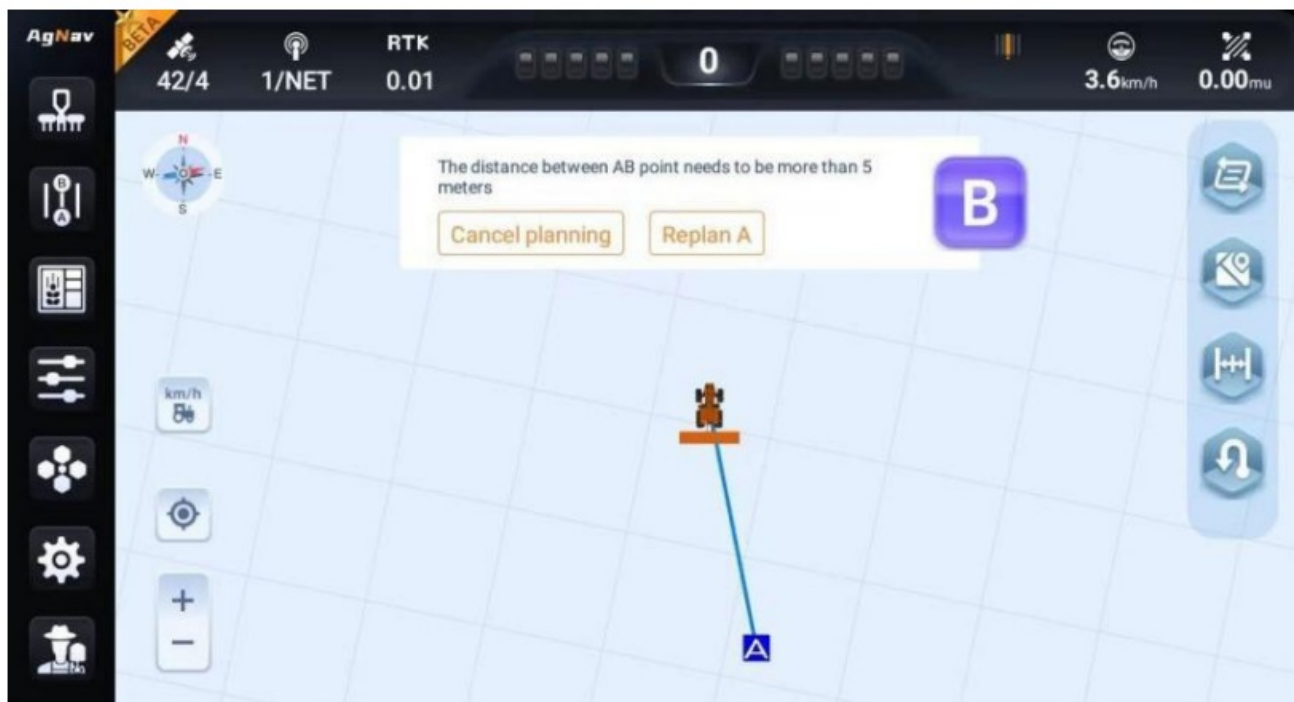 AgNav
BETA
42/4
1/NET
RTK
0.01
0
3.6km/h
0.00mu
N
W
E
S
The distance between AB point needs to be more than 5
meters
Cancel planning
Replan A
B
B
A
km/h
+
−
A